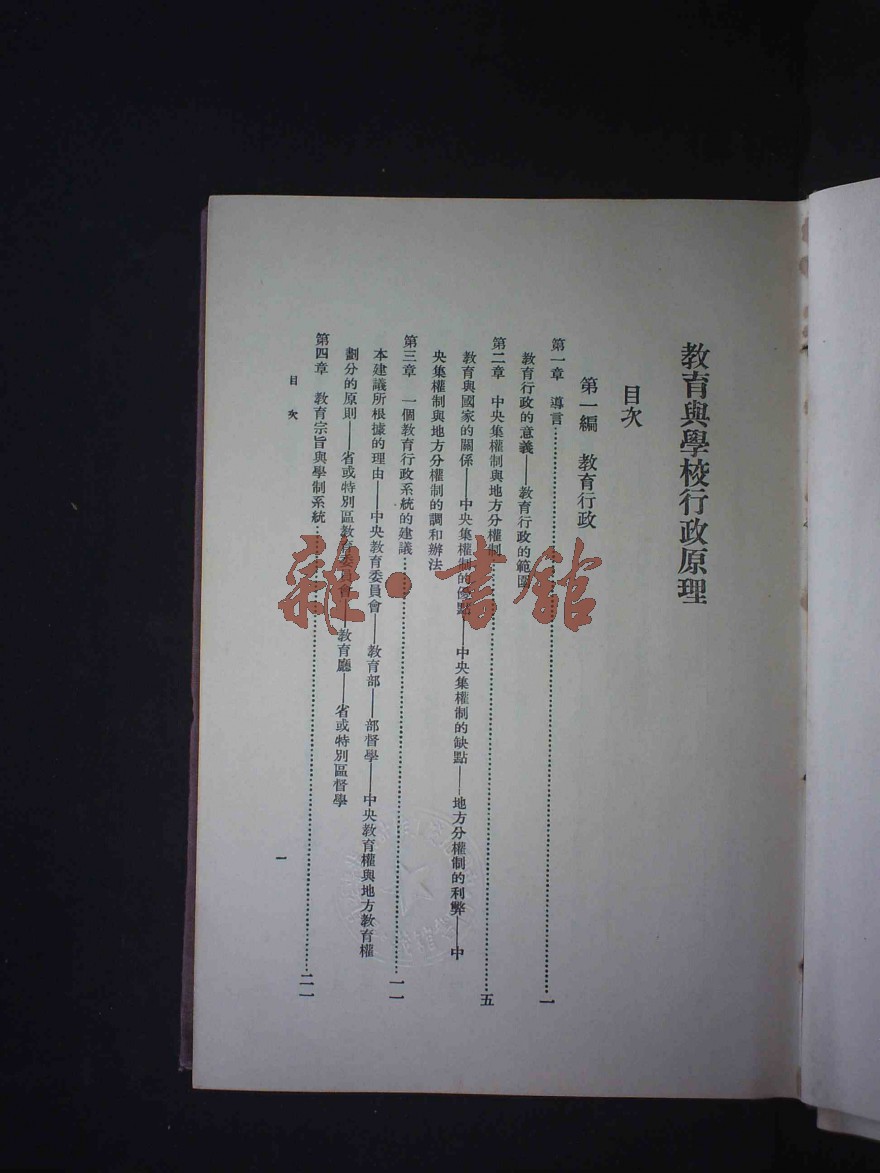 教育與學校行政原理
目次
第一編　教育行政
第一章　導言……一
教育行政的意義——教育行政的範圍
第二章　中央集權制與地方分權制……五
教育與國家的關係——中央集權制的優點——中央集權制的缺點——地方分權制的利弊——中
央集權制與地方分權制的調和辦法
第三章　一個教育行政系統的建議……一一
本建議所根據的理由——中央教育委員會——教育部——部督學——中央教育權與地方教育權
劃分的原則——省或特別區教育委員會——教育廳——省或特別區督學
第四章　教育宗旨與學制系統……二一
目次
一
雜·書館